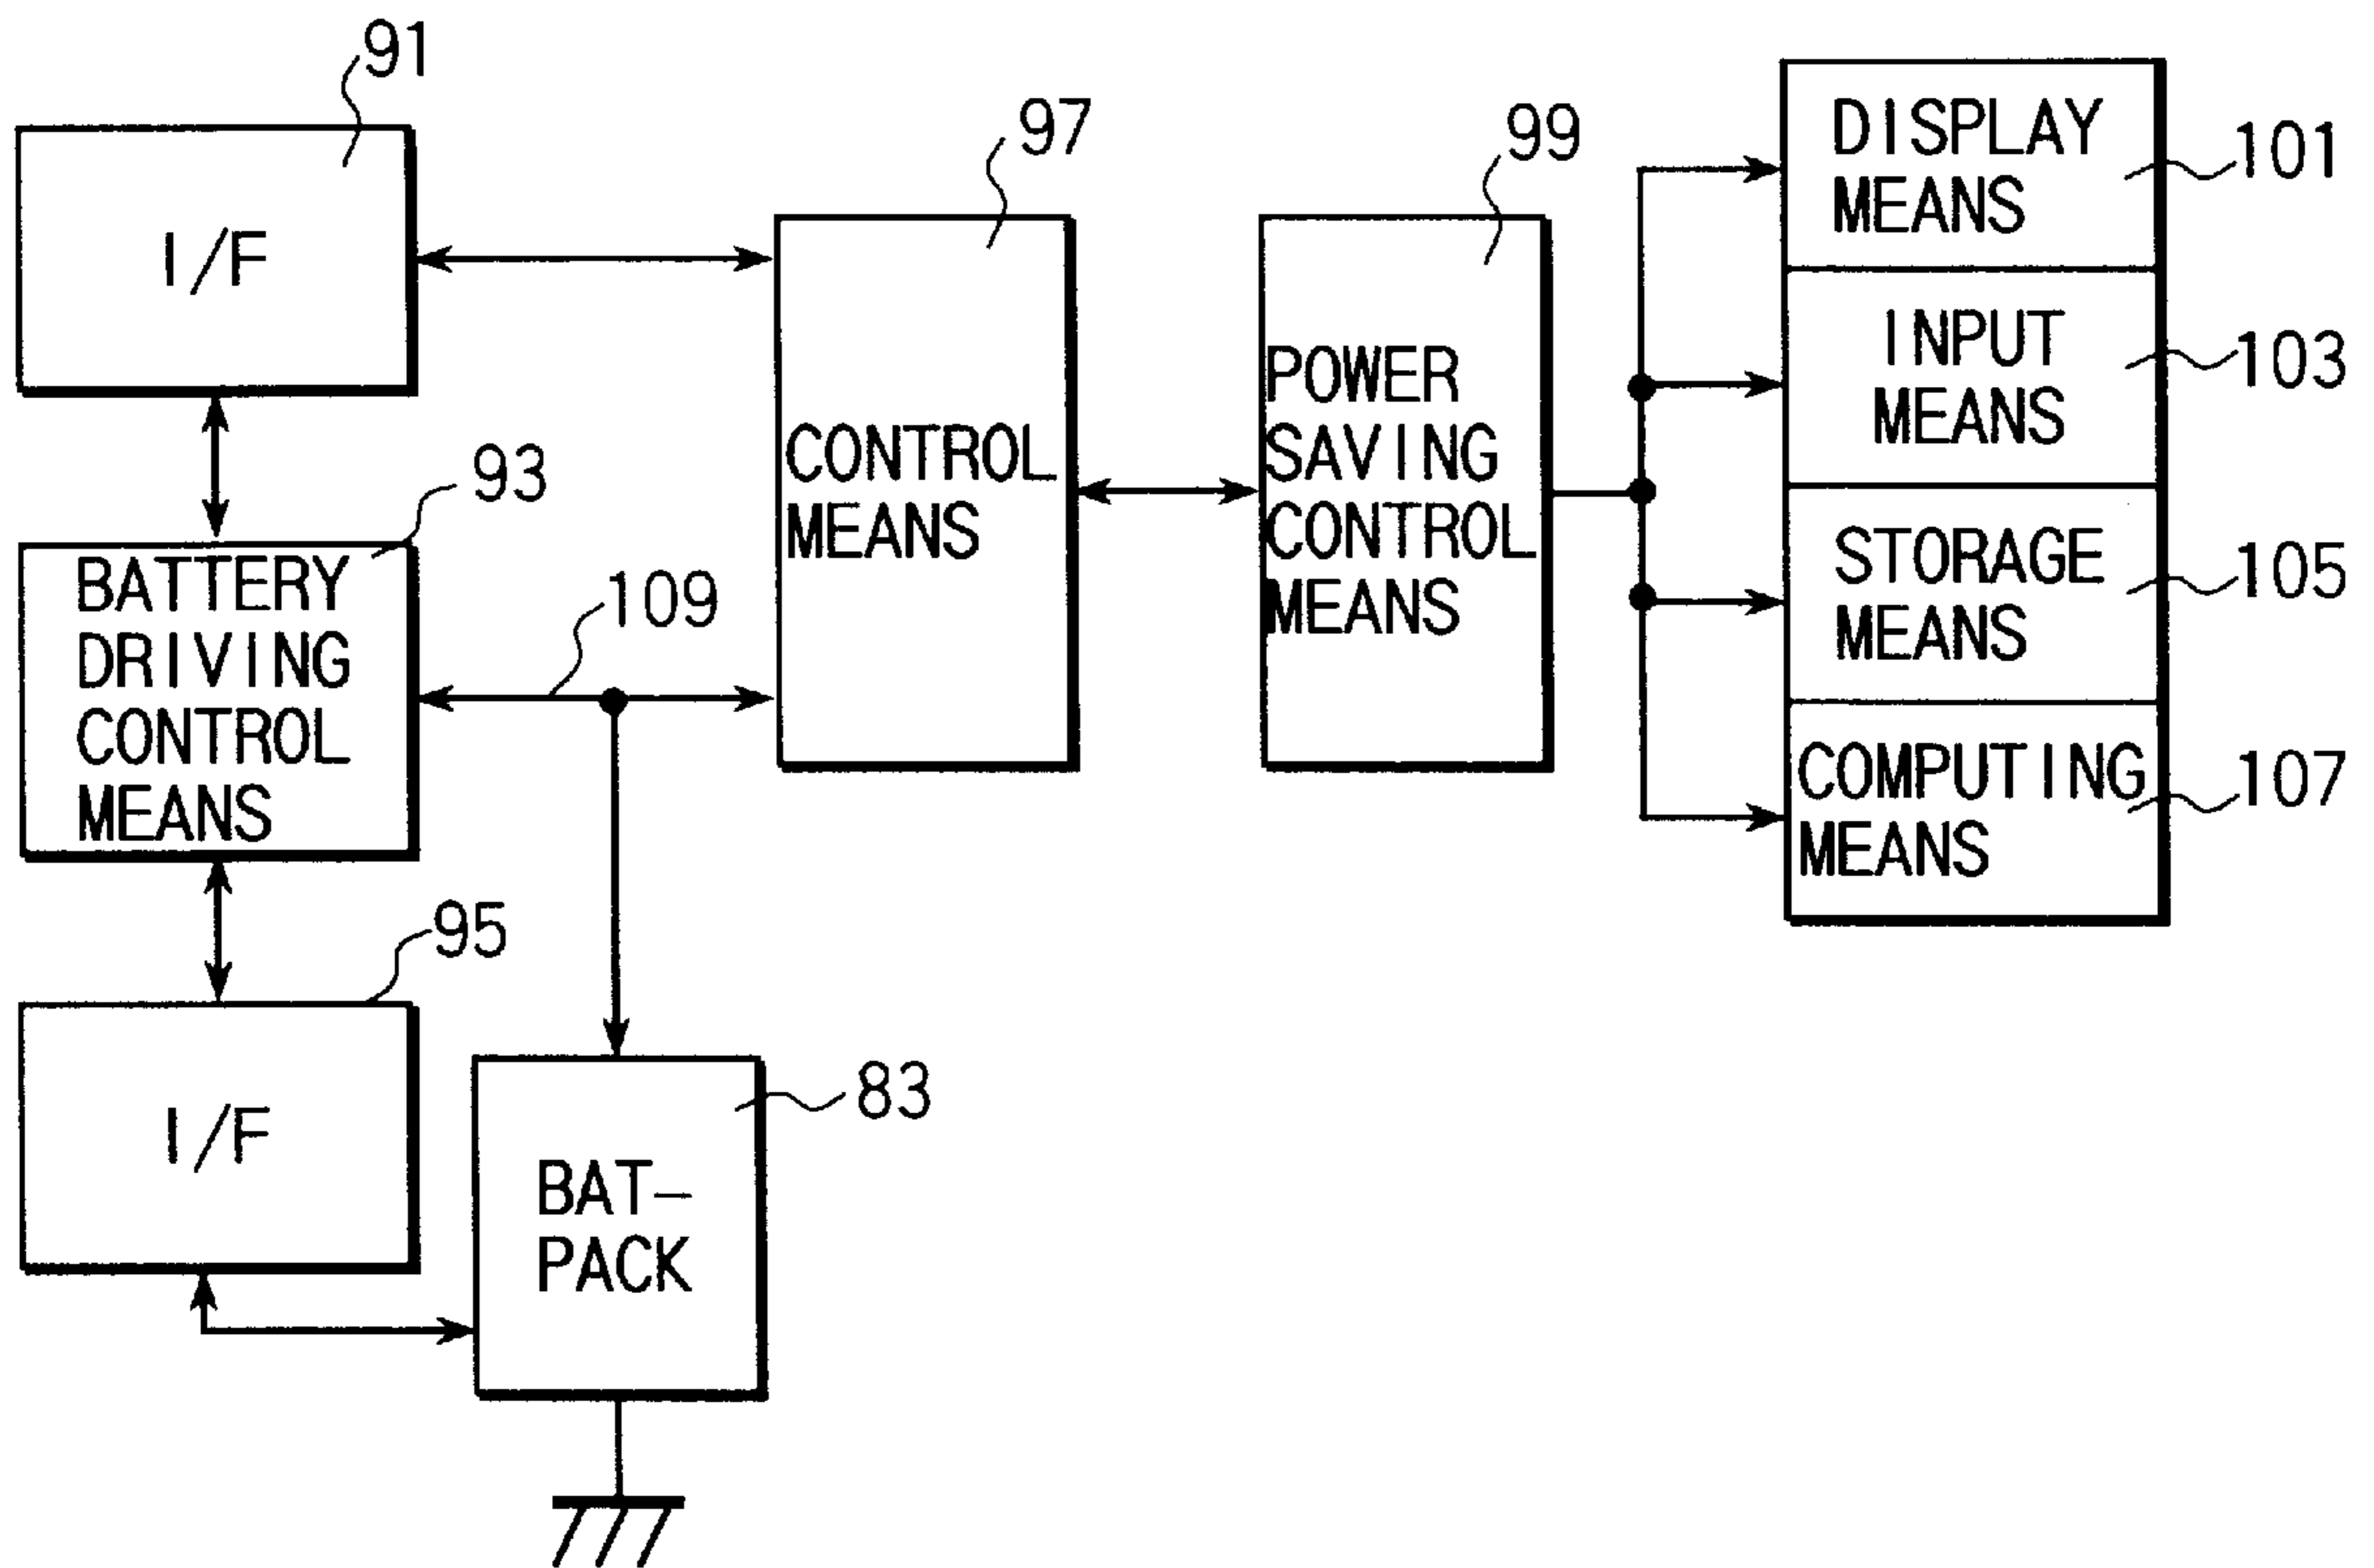 91
I/F
93
BATTERY
DRIVING
CONTROL
MEANS
95
I/F
109
83
BAT-
PACK
97
CONTROL
MEANS
99
POWER
SAVING
CONTROL
MEANS
DISPLAY
MEANS
101
INPUT
MEANS
103
STORAGE
MEANS
105
COMPUTING
MEANS
107